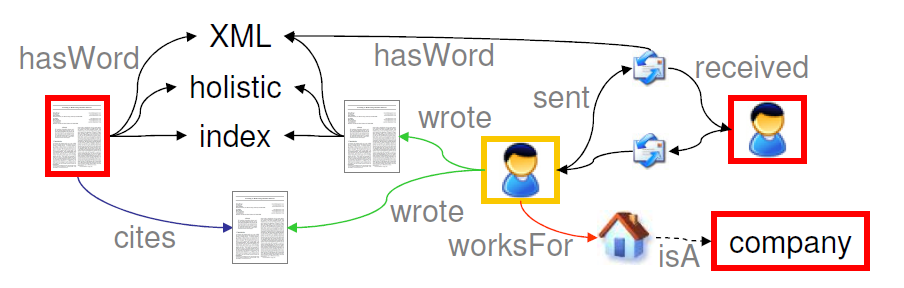 XML
hasWord
hasWord
received
holistic
sent
wrote
index
wrote
cites
worksFor
isA
company